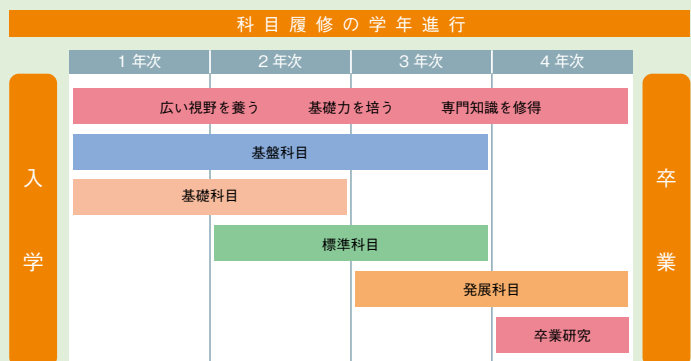 科目履修の学年進行
1年次 2年次 3年次 4年次
入学
広い視野を養う 基礎力を培う 専門知識を修得
基盤科目
基礎科目
標準科目
発展科目
卒業研究
卒業